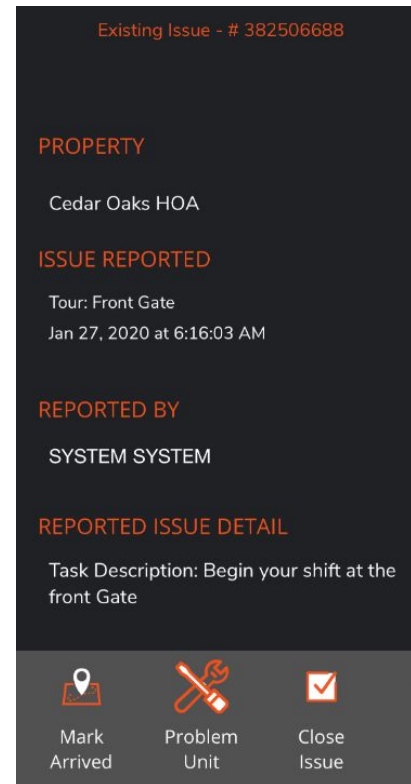 Existing Issue - # 382506688
PROPERTY
Cedar Oaks HOA
ISSUE REPORTED
Tour: Front Gate
Jan 27, 2020 at 6:16:03 AM
REPORTED BY
SYSTEM SYSTEM
REPORTED ISSUE DETAIL
Task Description: Begin your shift at the
front Gate
Mark
Arrived
Problem
Unit
Close
Issue